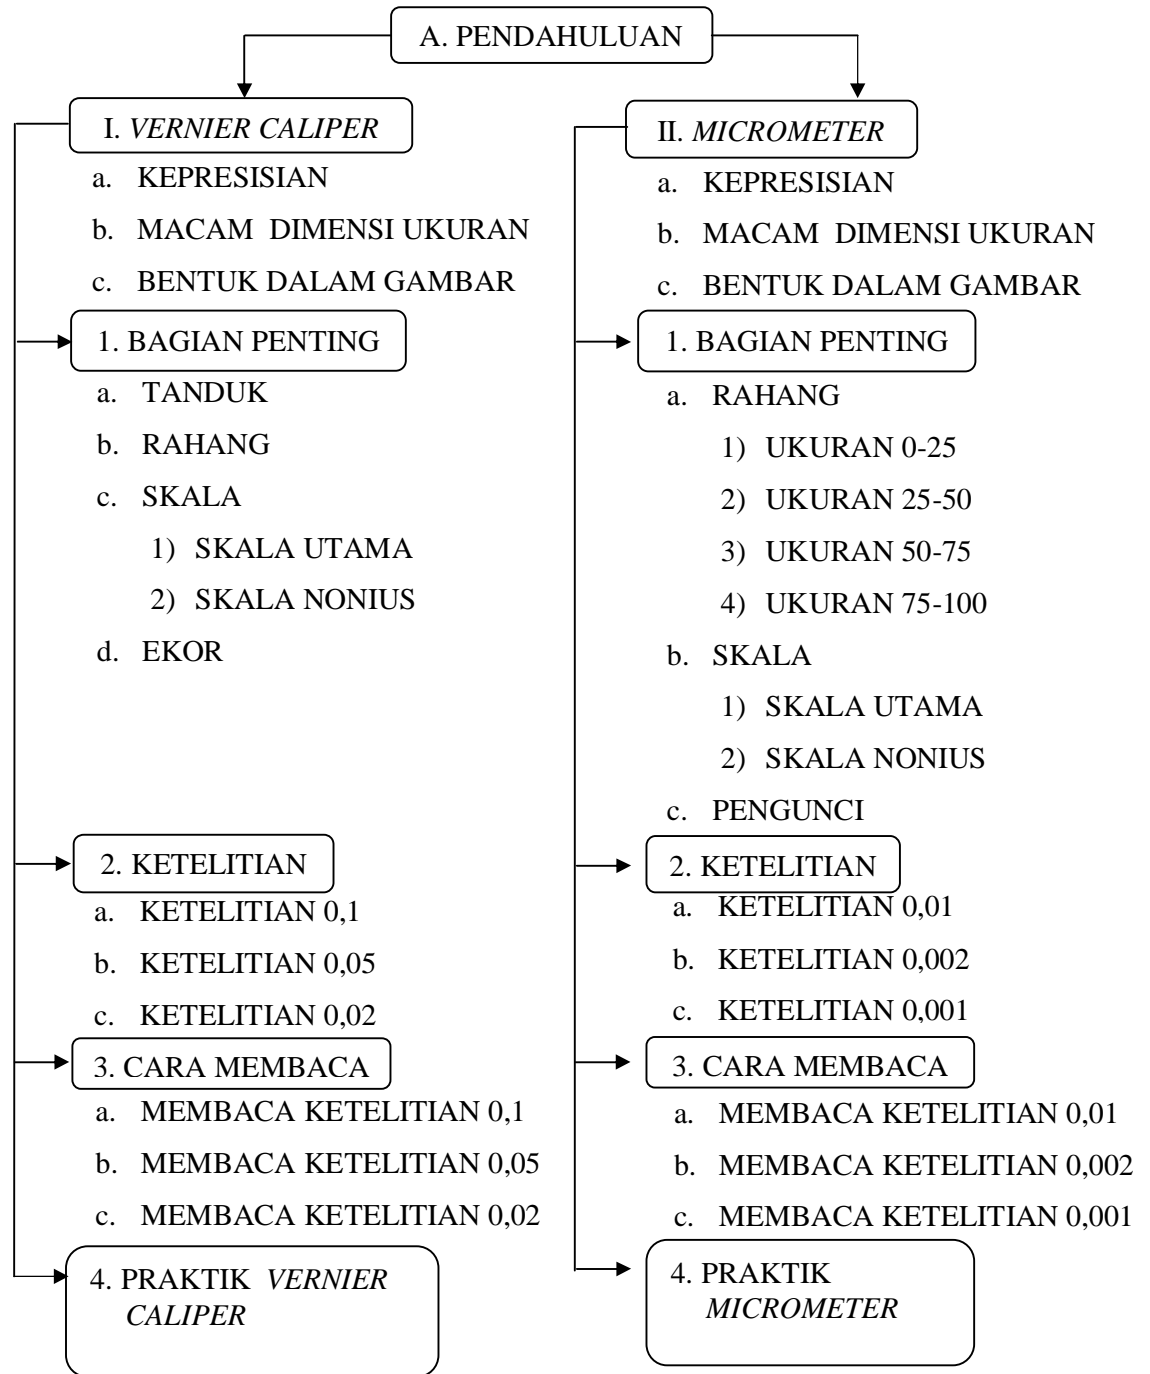 A. PENDAHULUAN
I. VERNIER CALIPER
a. KEPRESISIAN
b. MACAM DIMENSI UKURAN
c. BENTUK DALAM GAMBAR
1. BAGIAN PENTING
a. TANDUK
b. RAHANG
c. SKALA
1) SKALA UTAMA
2) SKALA NONIUS
d. EKOR
2. KETELITIAN
a. KETELITIAN 0,1
b. KETELITIAN 0,05
c. KETELITIAN 0,02
3. CARA MEMBACA
a. MEMBACA KETELITIAN 0,1
b. MEMBACA KETELITIAN 0,05
c. MEMBACA KETELITIAN 0,02
4. PRAKTIK VERNIER
CALIPER
II. MICROMETER
a. KEPRESISIAN
b. MACAM DIMENSI UKURAN
c. BENTUK DALAM GAMBAR
1. BAGIAN PENTING
a. RAHANG
1) UKURAN 0-25
2) UKURAN 25-50
3) UKURAN 50-75
4) UKURAN 75-100
b. SKALA
1) SKALA UTAMA
2) SKALA NONIUS
c. PENGUNCI
2. KETELITIAN
a. KETELITIAN 0,01
b. KETELITIAN 0,002
c. KETELITIAN 0,001
3. CARA MEMBACA
a. MEMBACA KETELITIAN 0,01
b. MEMBACA KETELITIAN 0,002
c. MEMBACA KETELITIAN 0,001
4. PRAKTIK
MICROMETER